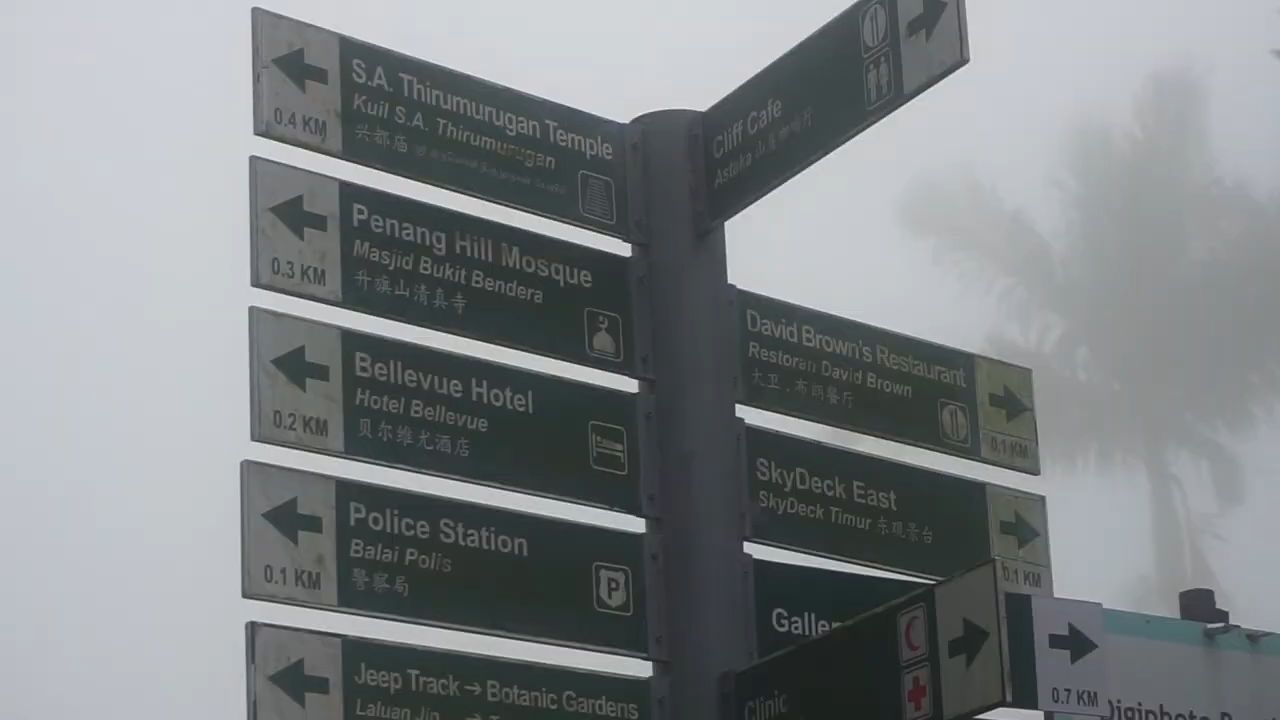 0.4 KM
S.A. Thirumurugan Temple
Kuil S.A. Thirumurugan
兴都庙
0.3 KM
Penang Hill Mosque
Masjid Bukit Bendera
升旗山清真寺
0.2 KM
Bellevue Hotel
Hotel Bellevue
贝尔维尤酒店
0.1 KM
Police Station
Balai Polis
警察局
P
Jeep Track → Botanic Gardens
Laluan
Cliff Cafe
Astaka
David Brown's Restaurant
Restoran David Brown
大卫.布朗餐厅
0.1 KM
SkyDeck East
SkyDeck Timur 东观景台
0.1 KM
Clinic
0.7 KM